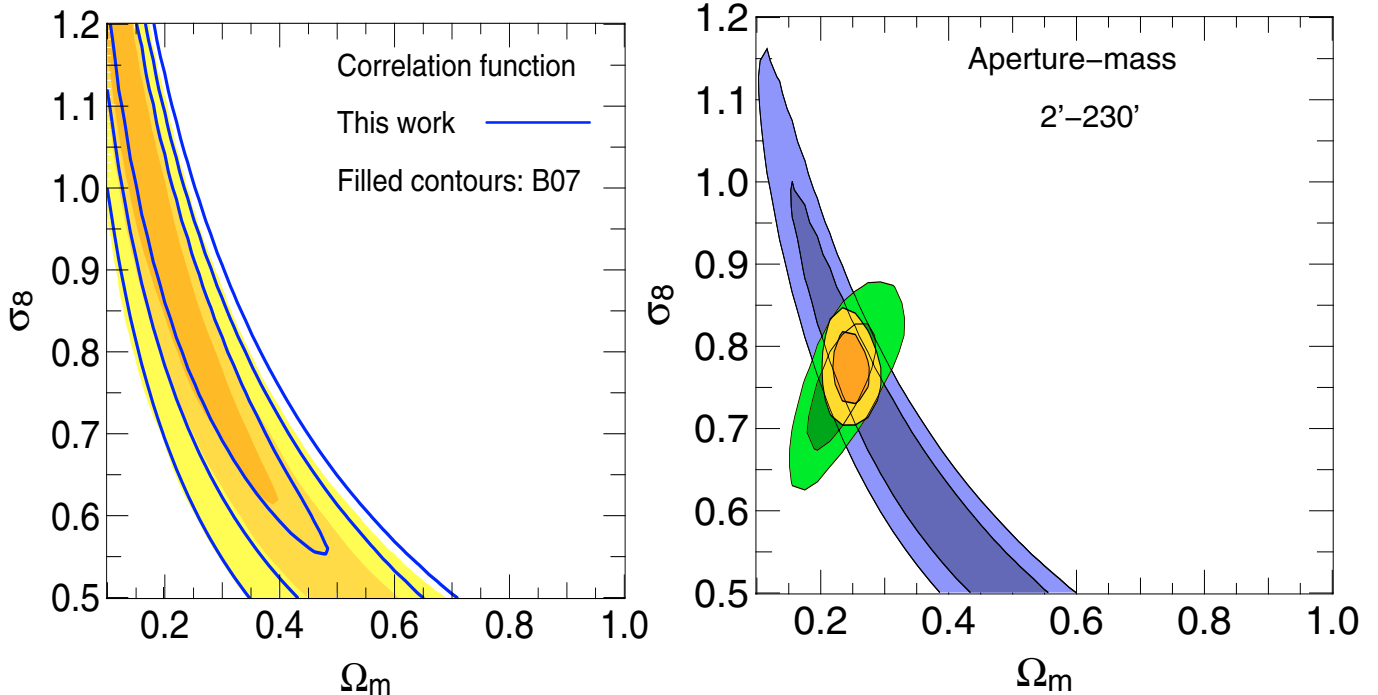 1.2
1.1
1.0
0.9
0.8
0.7
0.6
0.5
σ8
0.2 0.4 0.6 0.8 1.0
Ωm
Correlation function
This work
Filled contours: B07
1.2
1.1
1.0
0.9
0.8
0.7
0.6
0.5
σ8
0.2 0.4 0.6 0.8 1.0
Ωm
Aperture−mass
2’−230’